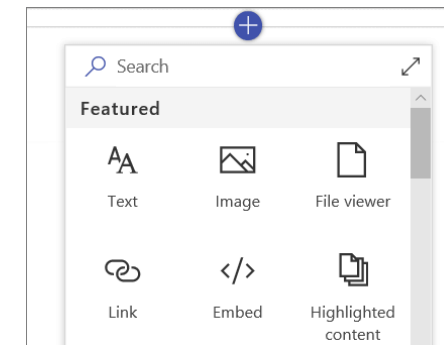 Search
Featured
Text
Image
File viewer
Link
Embed
Highlighted
content